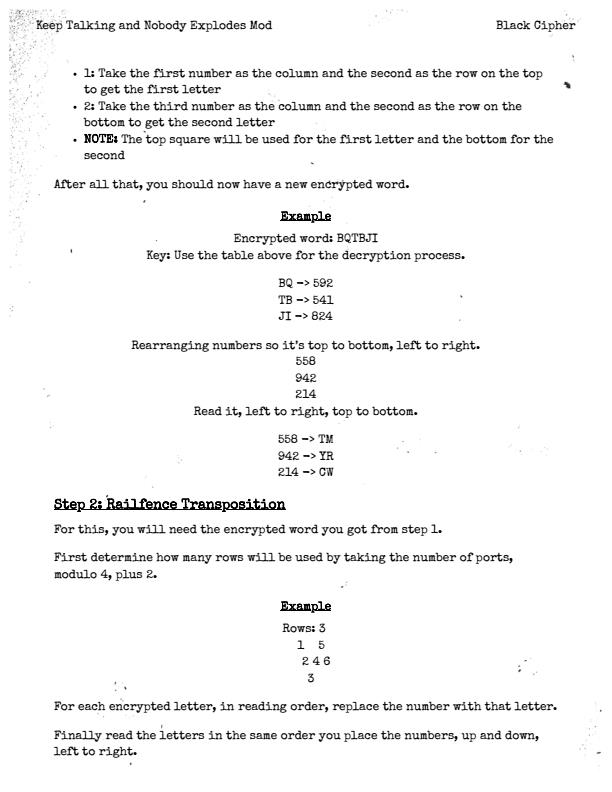 Keep Talking and Nobody Explodes Mod Black Cipher
• 1: Take the first number as the column and the second as the row on the top
to get the first letter
• 2: Take the third number as the column and the second as the row on the
bottom to get the second letter
• NOTE: The top square will be used for the first letter and the bottom for the
second
After all that, you should now have a new encrypted word.
Example
Encrypted word: BQTBJI
Key: Use the table above for the decryption process.
BQ -> 592
TB -> 541
JI -> 824
Rearranging numbers so it's top to bottom, left to right.
558
942
214
Read it, left to right, top to bottom.
558 -> TM
942 -> YR
214 -> CW
Step 2: Railfence Transposition
For this, you will need the encrypted word you got from step 1.
First determine how many rows will be used by taking the number of ports,
modulo 4, plus 2.
Example
Rows: 3
1 5
2 4 6
3
For each encrypted letter, in reading order, replace the number with that letter.
Finally read the letters in the same order you place the numbers, up and down,
left to right.